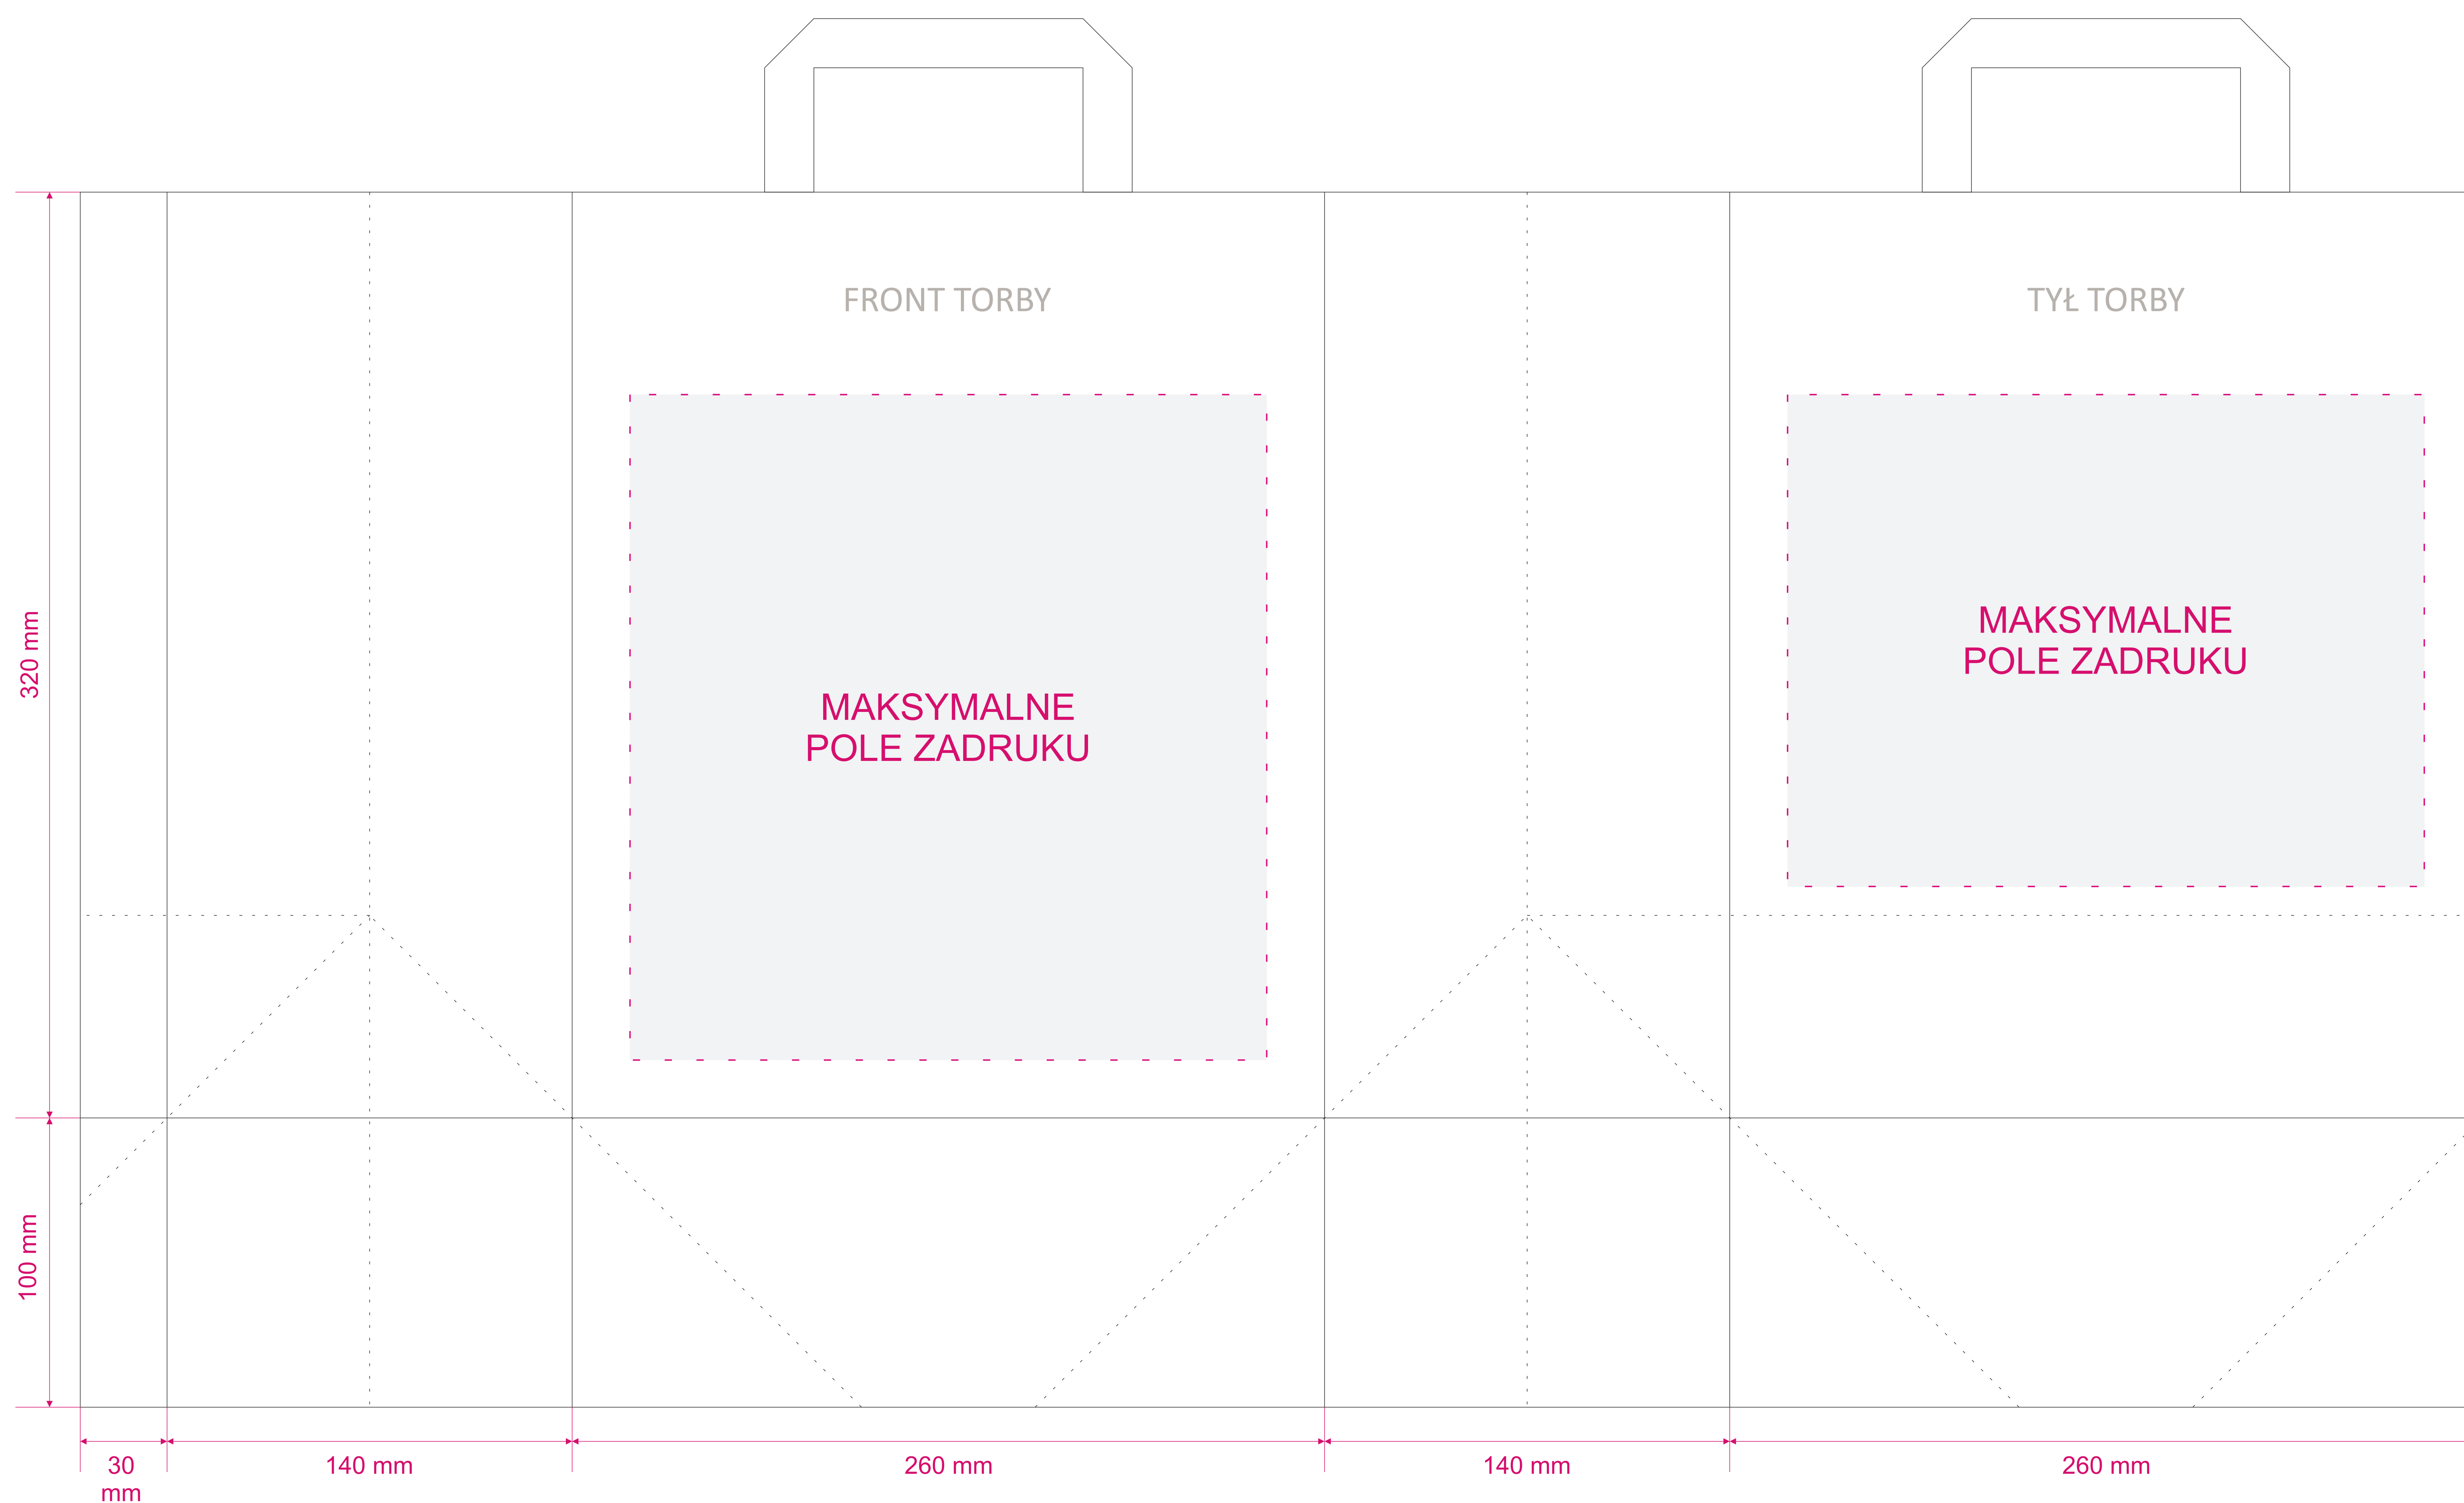 FRONT TORBY
TYŁ TORBY
MAKSYMALNE
POLE ZADRUKU
MAKSYMALNE
POLE ZADRUKU
320 mm
100 mm
30
mm
140 mm
260 mm
140 mm
260 mm